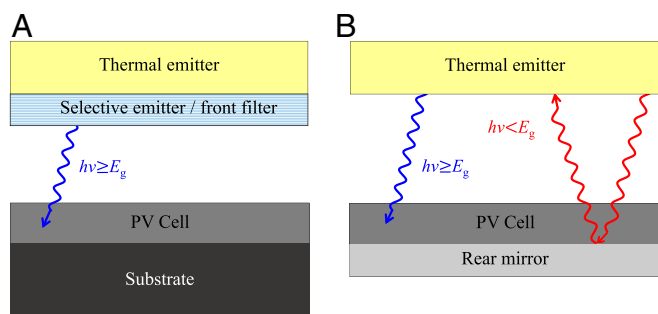 A
Thermal emitter
Selective emitter / front filter
hν≥Eg
PV Cell
Substrate
B
Thermal emitter
hν<Eg
hν≥Eg
PV Cell
Rear mirror